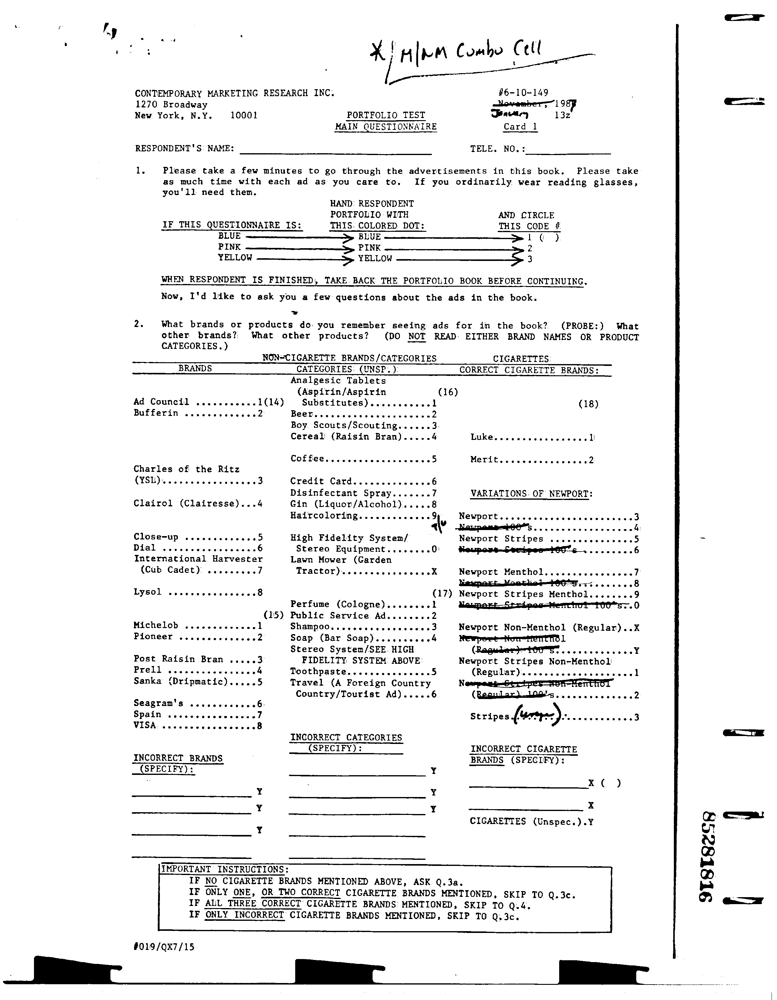 X/M/NM Combo Cell
CONTEMPORARY MARKETING RESEARCH INC. #6-10-149
1270 Broadway November, 1987
New York, N.Y. 10001 PORTFOLIO TEST January 13z
MAIN QUESTIONNAIRE Card 1
RESPONDENT'S NAME: TELE. NO.:
1. Please take a few minutes to go through the advertisements in this book. Please take
as much time with each ad as you care to. If you ordinarily wear reading glasses,
you'll need them.
HAND RESPONDENT
PORTFOLIO WITH AND CIRCLE
IF THIS QUESTIONNAIRE IS: THIS COLORED DOT: THIS CODE #
BLUE BLUE 1 ( )
PINK PINK 2
YELLOW YELLOW 3
WHEN RESPONDENT IS FINISHED, TAKE BACK THE PORTFOLIO BOOK BEFORE CONTINUING.
Now, I'd like to ask you a few questions about the ads in the book.
2. What brands or products do you remember seeing ads for in the book? (PROBE:) What
other brands? What other products? (DO NOT READ EITHER BRAND NAMES OR PRODUCT
CATEGORIES.)
NON-CIGARETTE BRANDS/CATEGORIES CIGARETTES
BRANDS CATEGORIES (UNSP.) CORRECT CIGARETTE BRANDS:
Analgesic Tablets
(Aspirin/Aspirin (16)
Ad Council ...........1(14) Substitutes)...........1 (18)
Bufferin .............2 Beer....................2
Boy Scouts/Scouting......3
Cereal (Raisin Bran).....4 Luke.................1
Coffee..................5 Merit................2
Charles of the Ritz
(YSL)................3 Credit Card.............6
Disinfectant Spray.......7 VARIATIONS OF NEWPORT:
Clairol (Clairesse)...4 Gin (Liquor/Alcohol).....8
Haircoloring............9 Newport.......................3
Newport 100's..................4
Close-up ............5 High Fidelity System/ Newport Stripes ..............5
Dial ................6 Stereo Equipment........0 Newport Stripes 100's .........6
International Harvester Lawn Mower (Garden
(Cub Cadet) .........7 Tractor)...............X Newport Menthol...............7
Newport Menthol 100's..........8
Lysol ...............8 (17) Newport Stripes Menthol.......9
Perfume (Cologne)........1 Newport Stripes Menthol 100's..0
(15) Public Service Ad........2
Michelob ............1 Shampoo.................3 Newport Non-Menthol (Regular)..X
Pioneer .............2 Soap (Bar Soap)..........4 Newport Non-Menthol
Stereo System/SEE HIGH (Regular) 100's..............Y
Post Raisin Bran .....3 FIDELITY SYSTEM ABOVE Newport Stripes Non-Menthol
Prell ...............4 Toothpaste..............5 (Regular)...................1
Sanka (Dripmatic).....5 Travel (A Foreign Country Newport Stripes Non-Menthol
Country/Tourist Ad).....6 (Regular) 100's..............2
Seagram's ...........6
Spain ...............7 Stripes ............3
VISA ................8
INCORRECT CATEGORIES
(SPECIFY): INCORRECT CIGARETTE
INCORRECT BRANDS BRANDS (SPECIFY):
(SPECIFY): Y
X ( )
Y Y
Y Y X
CIGARETTES (Unspec.).Y
Y
IMPORTANT INSTRUCTIONS:
IF NO CIGARETTE BRANDS MENTIONED ABOVE, ASK Q.3a.
IF ONLY ONE, OR TWO CORRECT CIGARETTE BRANDS MENTIONED, SKIP TO Q.3c.
IF ALL THREE CORRECT CIGARETTE BRANDS MENTIONED, SKIP TO Q.4.
IF ONLY INCORRECT CIGARETTE BRANDS MENTIONED, SKIP TO Q.3c.
#019/QX7/15
85281816